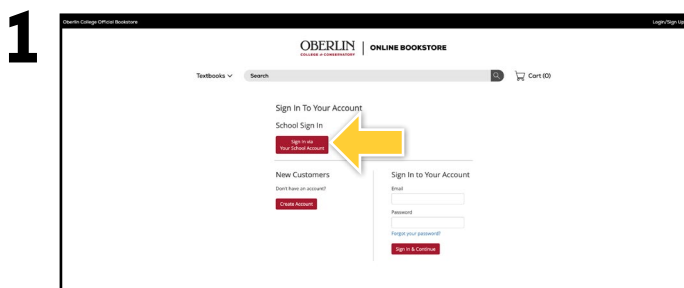 1
Oberlin College Official Bookstore
Login/Sign Up
OBERLIN
COLLEGE & CONSERVATORY
ONLINE BOOKSTORE
Textbooks
Search
Cart (0)
Sign In To Your Account
School Sign In
Sign In via
Your School Account
New Customers
Don't have an account?
Create Account
Sign In to Your Account
Email
Password
Forgot your password?
Sign In & Continue